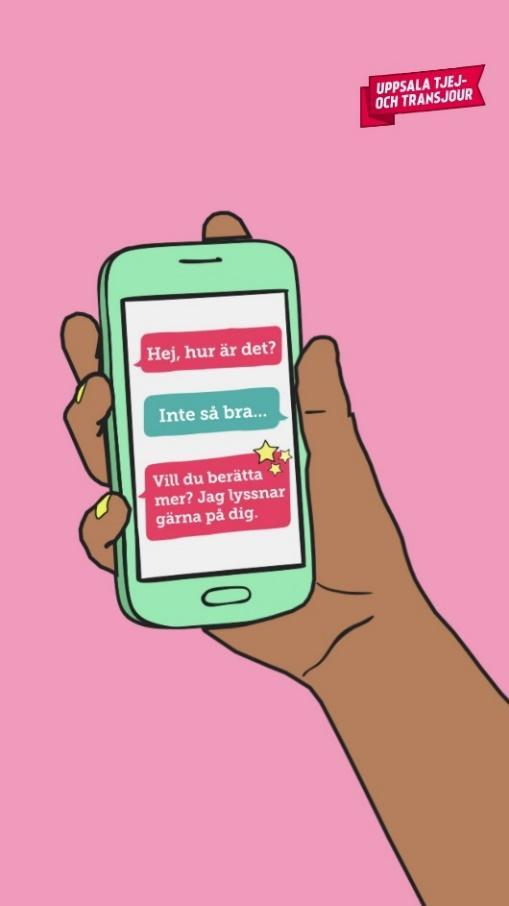 UPPSALA TJEJ-
OCH TRANSJOUR
Hej, hur är det?
Inte så bra...
Vill du berätta
mer? Jag lyssnar
gärna på dig.